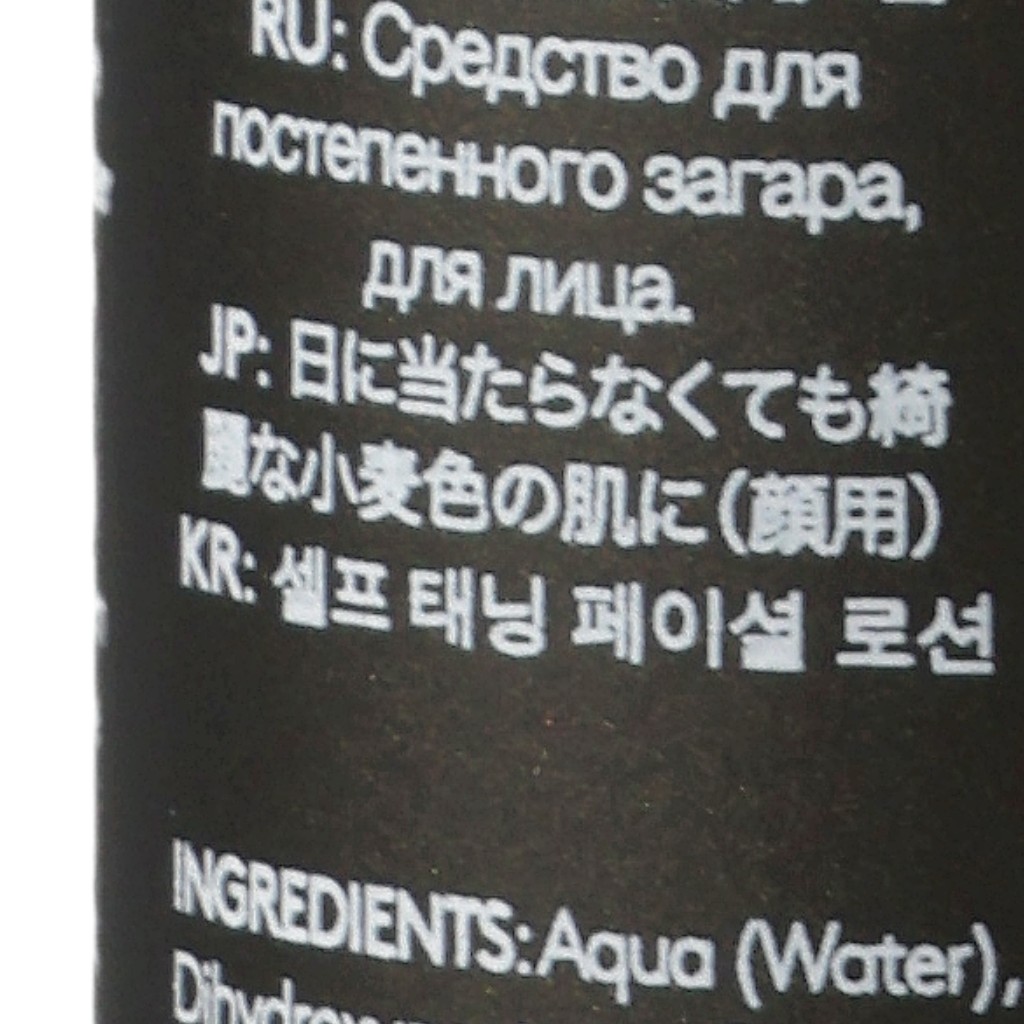 RU: Средство для
постепенного загара,
для лица.
JP: 日に当たらなくても綺
麗な小麦色の肌に（顔用）
KR: 셀프 태닝 페이셜 로션
INGREDIENTS: Aqua (Water),